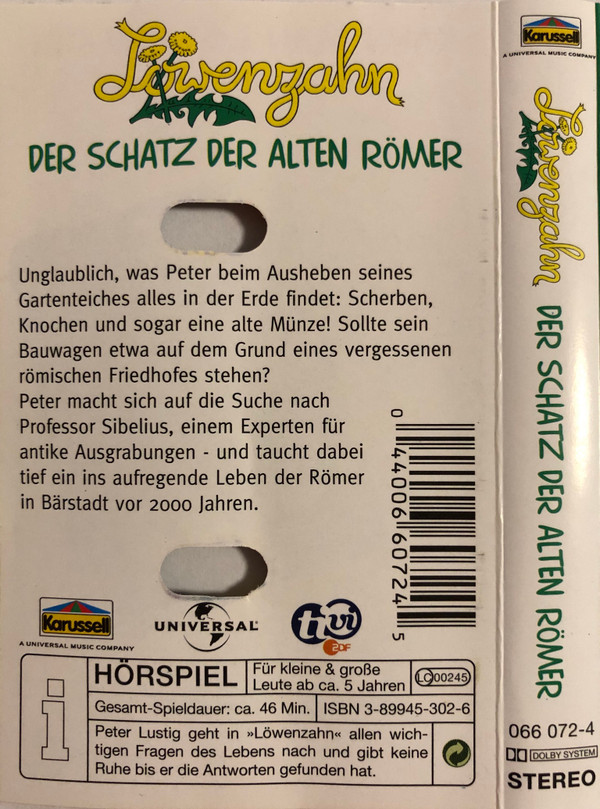 Löwenzahn
DER SCHATZ DER ALTEN RÖMER
Unglaublich, was Peter beim Ausheben seines
Gartenteiches alles in der Erde findet: Scherben,
Knochen und sogar eine alte Münze! Sollte sein
Bauwagen etwa auf dem Grund eines vergessenen
römischen Friedhofes stehen?
Peter macht sich auf die Suche nach
Professor Sibelius, einem Experten für
antike Ausgrabungen - und taucht dabei
tief ein ins aufregende Leben der Römer
in Bärstadt vor 2000 Jahren.
0 44006 60724 5
Karussell
A UNIVERSAL MUSIC COMPANY
UNIVERSAL
tivi
ZDF
i
HÖRSPIEL
Für kleine & große
Leute ab ca. 5 Jahren
LC 00245
Gesamt-Spieldauer: ca. 46 Min.
ISBN 3-89945-302-6
Peter Lustig geht in »Löwenzahn« allen wich-
tigen Fragen des Lebens nach und gibt keine
Ruhe bis er die Antworten gefunden hat.
Karussell
A UNIVERSAL MUSIC COMPANY
Löwenzahn
DER SCHATZ DER ALTEN RÖMER
066 072-4
DOLBY SYSTEM
STEREO